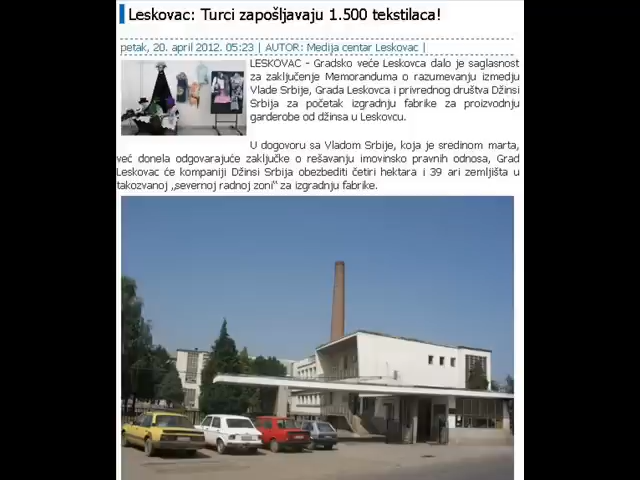 Leskovac: Turci zapošljavaju 1.500 tekstilaca!
petak, 20. april 2012. 05:23 | AUTOR: Medija centar Leskovac |
LESKOVAC - Gradsko veće Leskovca dalo je saglasnost
za zaključenje Memoranduma o razumevanju izmedju
Vlade Srbije, Grada Leskovca i privrednog društva Džinsi
Srbija za početak izgradnju fabrike za proizvodnju
garderobe od džinsa u Leskovcu.
U dogovoru sa Vladom Srbije, koja je sredinom marta,
već donela odgovarajuće zaključke o rešavanju imovinsko pravnih odnosa, Grad
Leskovac će kompaniji Džinsi Srbija obezbediti četiri hektara i 39 ari zemljišta u
takozvanoj „severnoj radnoj zoni“ za izgradnju fabrike.